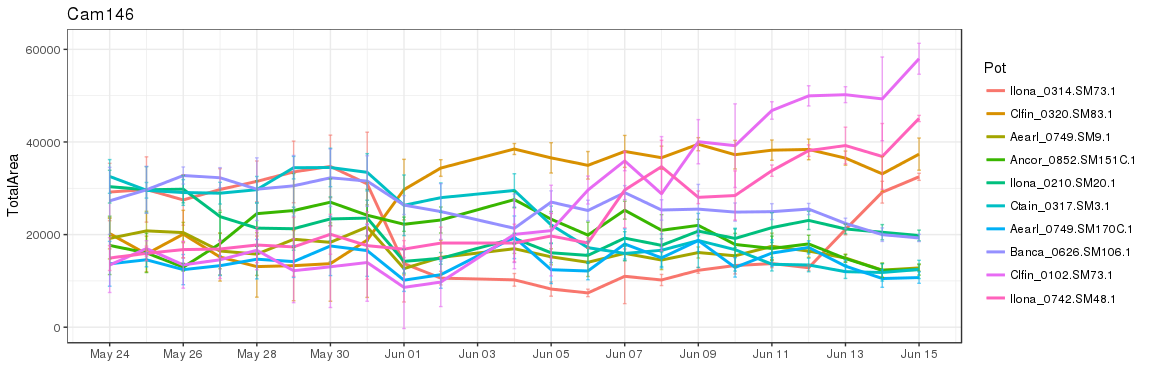 Cam146
60000
40000
20000
0
TotalArea
May 24 May 26 May 28 May 30 Jun 01 Jun 03 Jun 05 Jun 07 Jun 09 Jun 11 Jun 13 Jun 15
Pot
Ilona_0314.SM73.1
Clfin_0320.SM83.1
Aearl_0749.SM9.1
Ancor_0852.SM151C.1
Ilona_0210.SM20.1
Ctain_0317.SM3.1
Aearl_0749.SM170C.1
Banca_0626.SM106.1
Clfin_0102.SM73.1
Ilona_0742.SM48.1